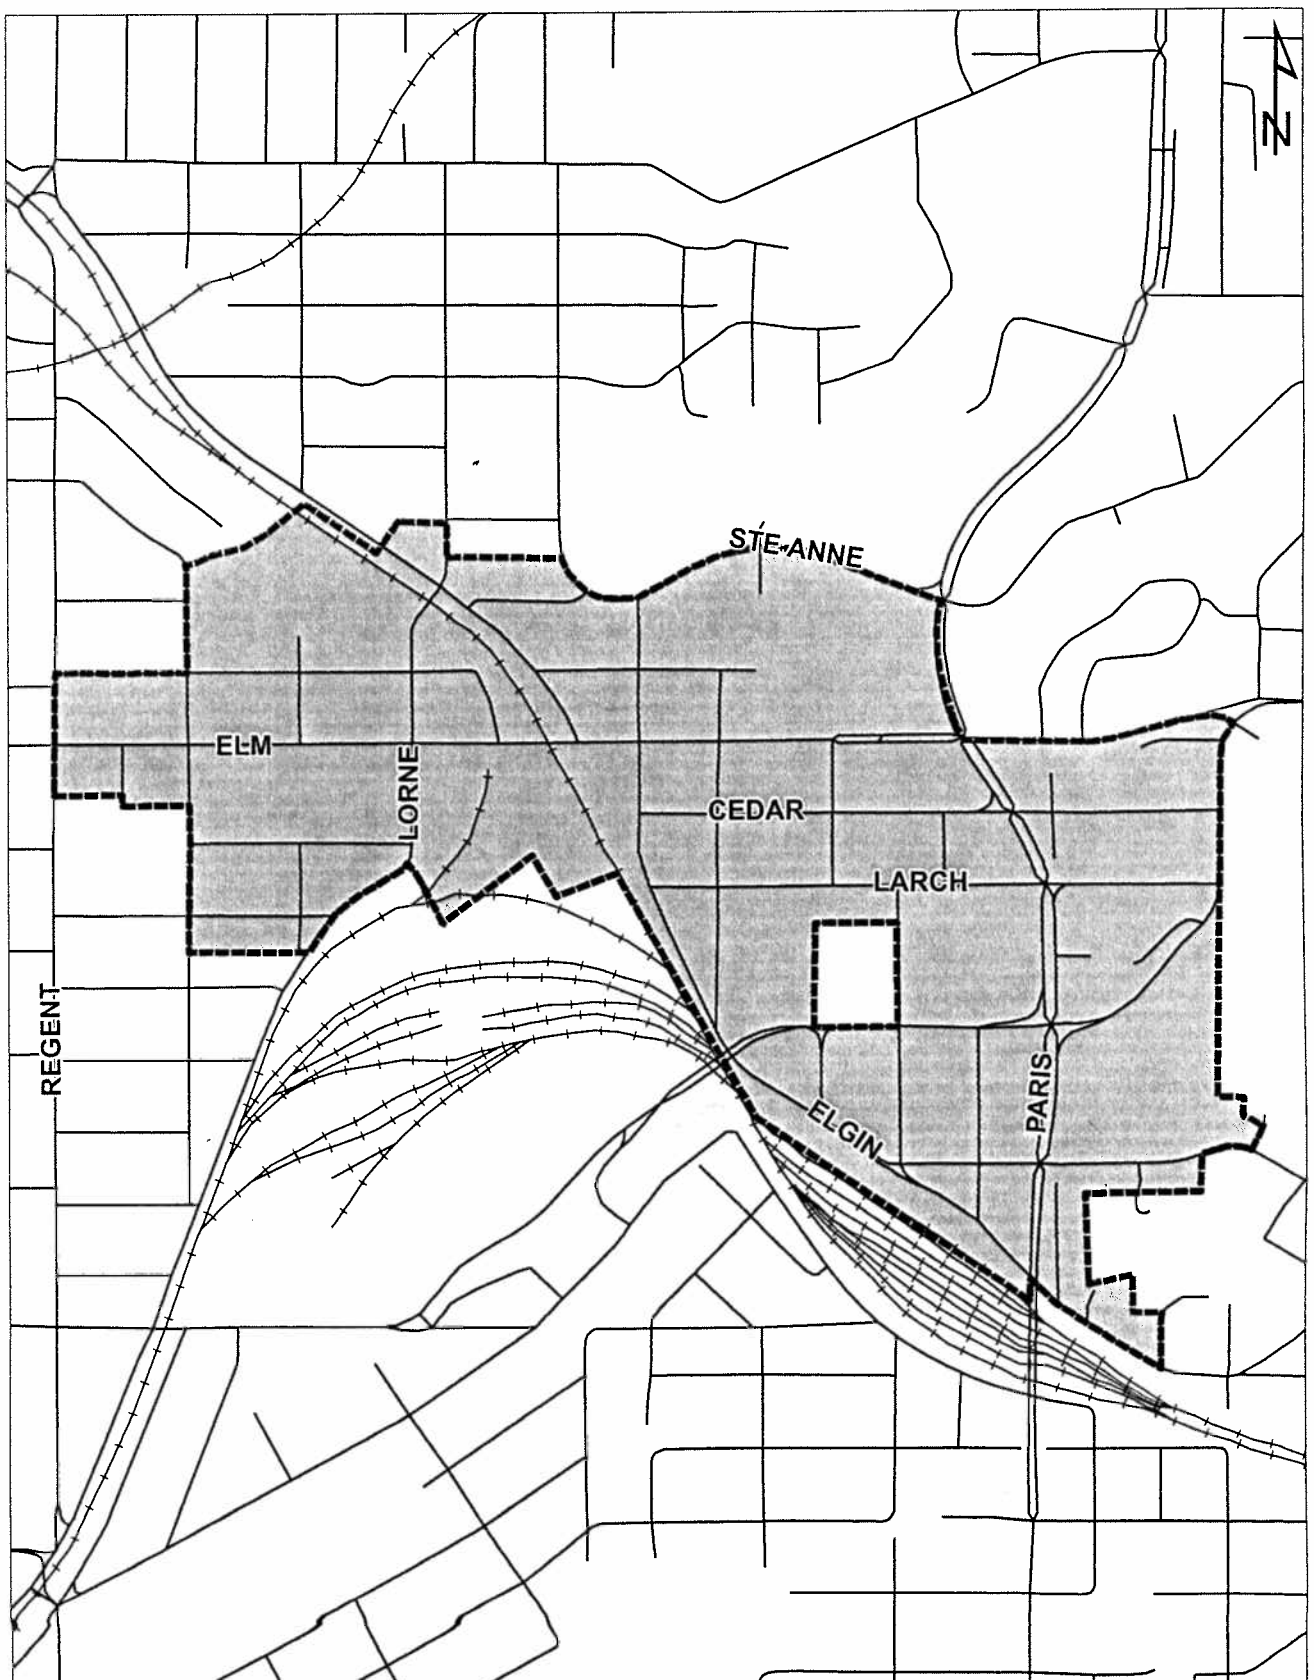 N
STE-ANNE
ELM
LORNE
CEDAR
LARCH
REGENT
ELGIN
PARIS